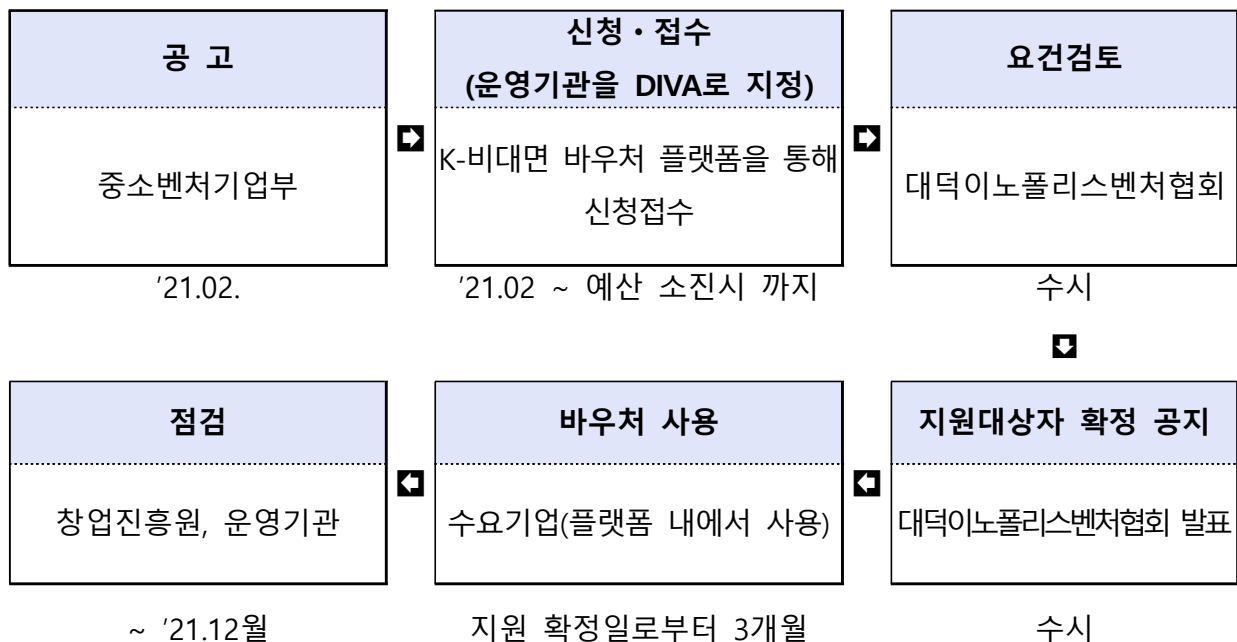 공 고
중소벤처기업부
'21.02.
신청・접수
(운영기관을 DIVA로 지정)
K-비대면 바우처 플랫폼을 통해
신청접수
'21.02 ~ 예산 소진시 까지
요건검토
대덕이노폴리스벤처협회
수시
지원대상자 확정 공지
대덕이노폴리스벤처협회 발표
수시
바우처 사용
수요기업(플랫폼 내에서 사용)
지원 확정일로부터 3개월
점검
창업진흥원, 운영기관
~ '21.12월